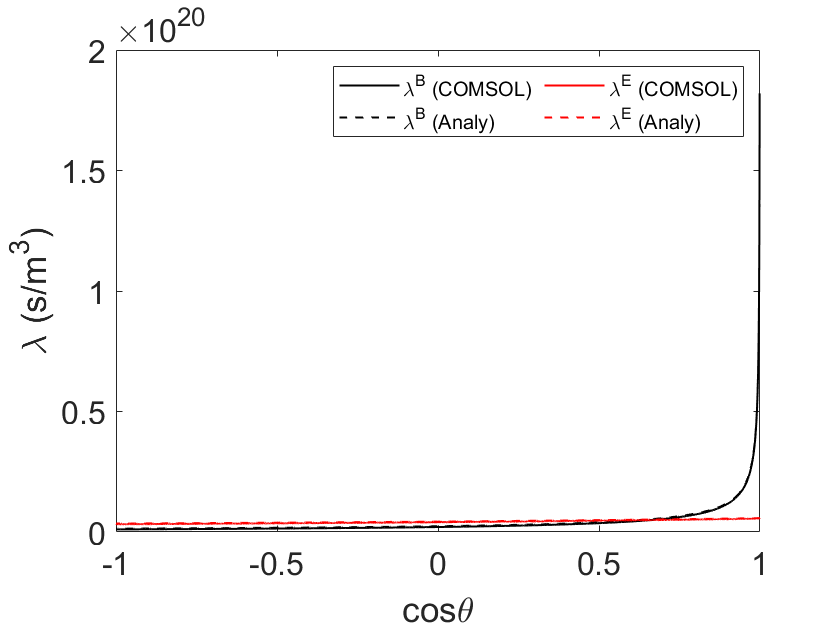 ×10^20
2
1.5
1
0.5
0
-1 -0.5 0 0.5 1
λ (s/m^3)
cosθ
λ^B (COMSOL) λ^E (COMSOL)
λ^B (Analy) λ^E (Analy)